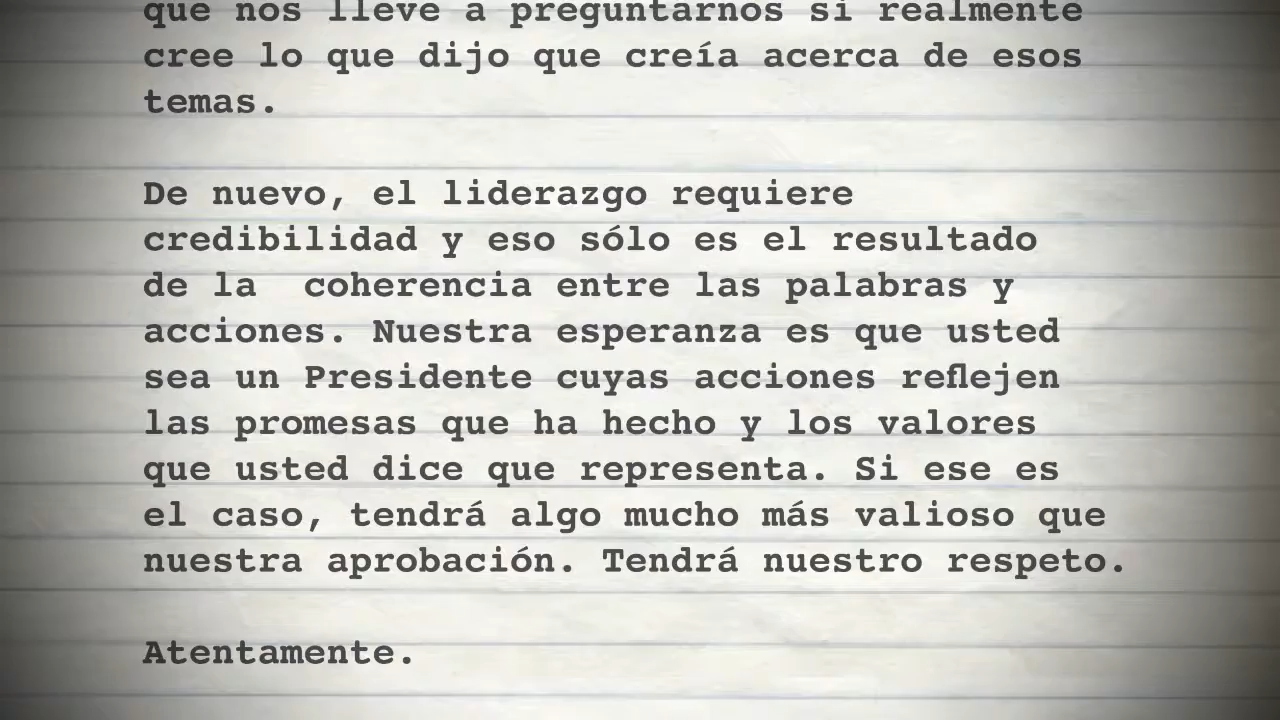 que nos lleve a preguntarnos si realmente
cree lo que dijo que creía acerca de esos
temas.
De nuevo, el liderazgo requiere
credibilidad y eso sólo es el resultado
de la  coherencia entre las palabras y
acciones. Nuestra esperanza es que usted
sea un Presidente cuyas acciones reflejen
las promesas que ha hecho y los valores
que usted dice que representa. Si ese es
el caso, tendrá algo mucho más valioso que
nuestra aprobación. Tendrá nuestro respeto.
Atentamente.